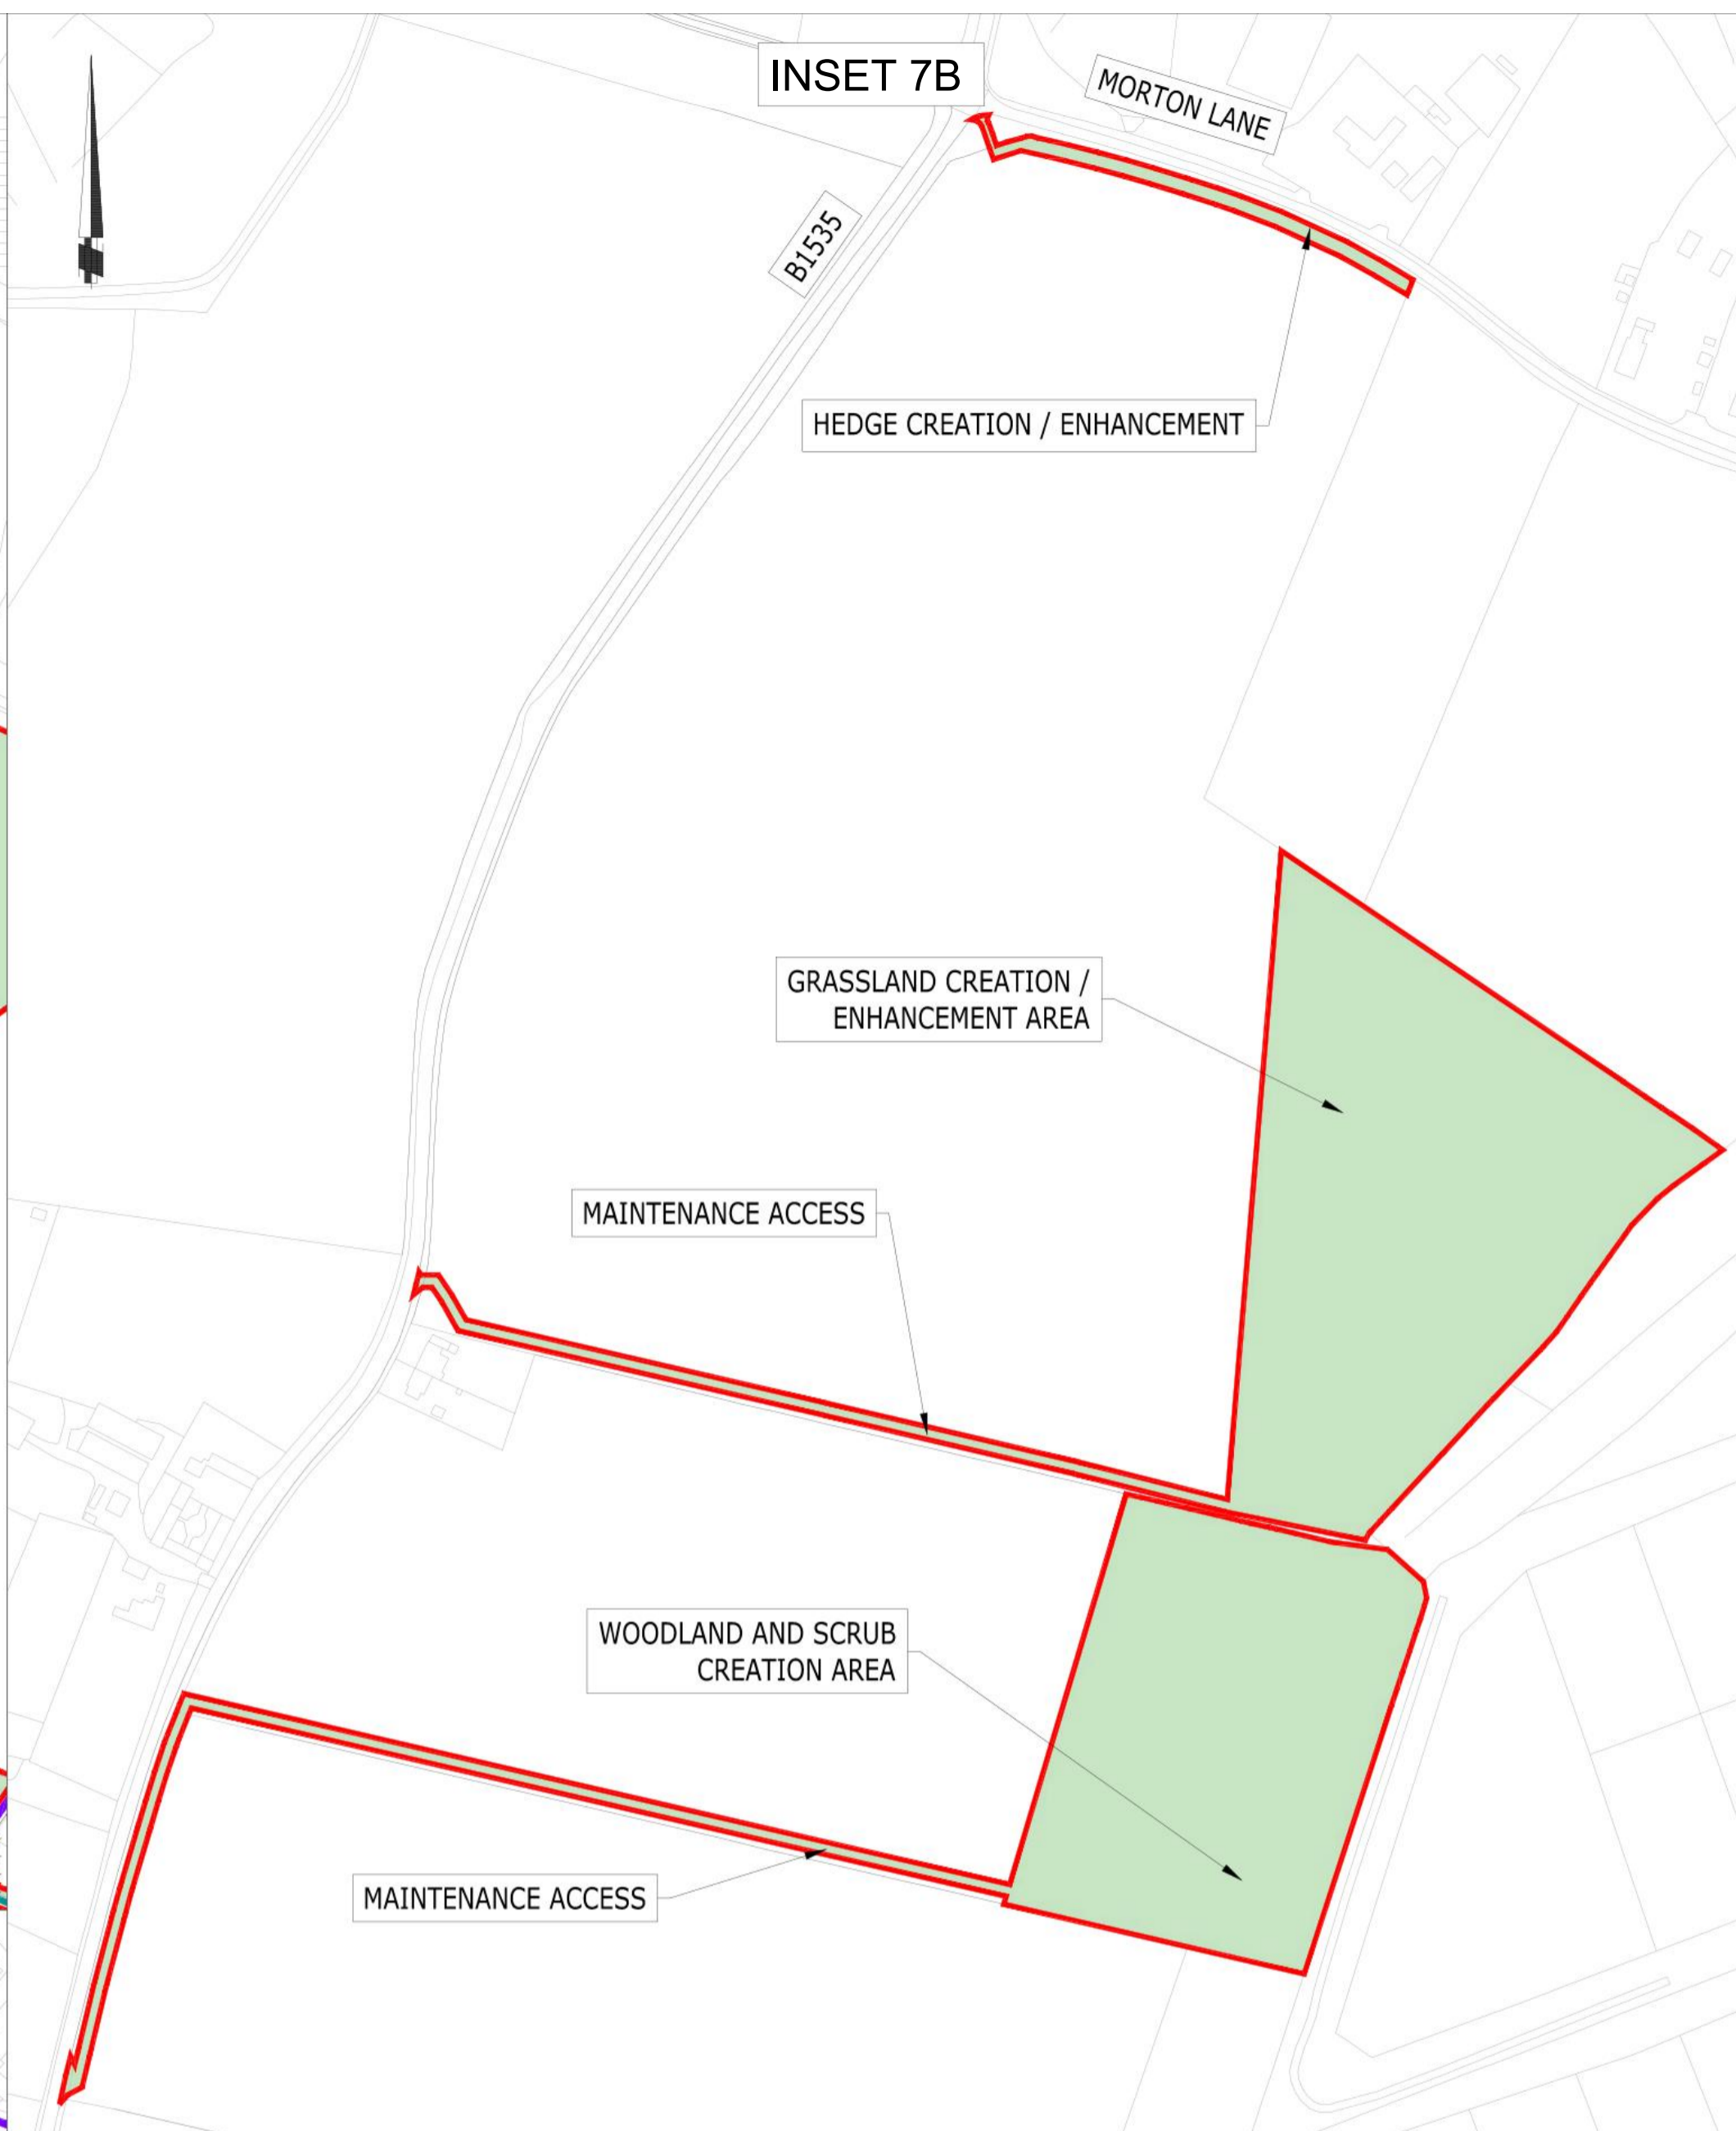 INSET 7B
MORTON LANE
B1535
HEDGE CREATION / ENHANCEMENT
GRASSLAND CREATION /
ENHANCEMENT AREA
MAINTENANCE ACCESS
WOODLAND AND SCRUB
CREATION AREA
MAINTENANCE ACCESS